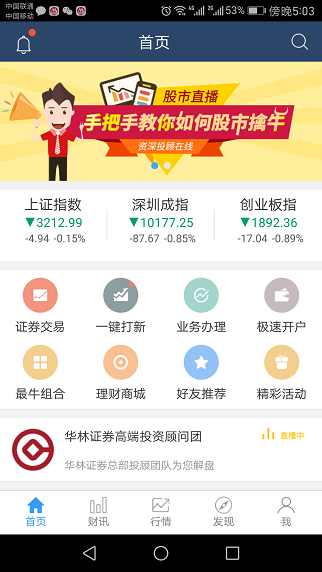 中国联通
中国移动
53% 傍晚5:03
首页
股市直播
手把手教你如何股市擒牛
资深投顾在线
上证指数 深圳成指 创业板指
▼3212.99 ▼10177.25 ▼1892.36
-4.94 -0.15% -87.67 -0.85% -17.04 -0.89%
证券交易 一键打新 业务办理 极速开户
最牛组合 理财商城 好友推荐 精彩活动
华林证券高端投资顾问团 直播中
华林证券总部投顾团队为您解盘
首页 财讯 行情 发现 我